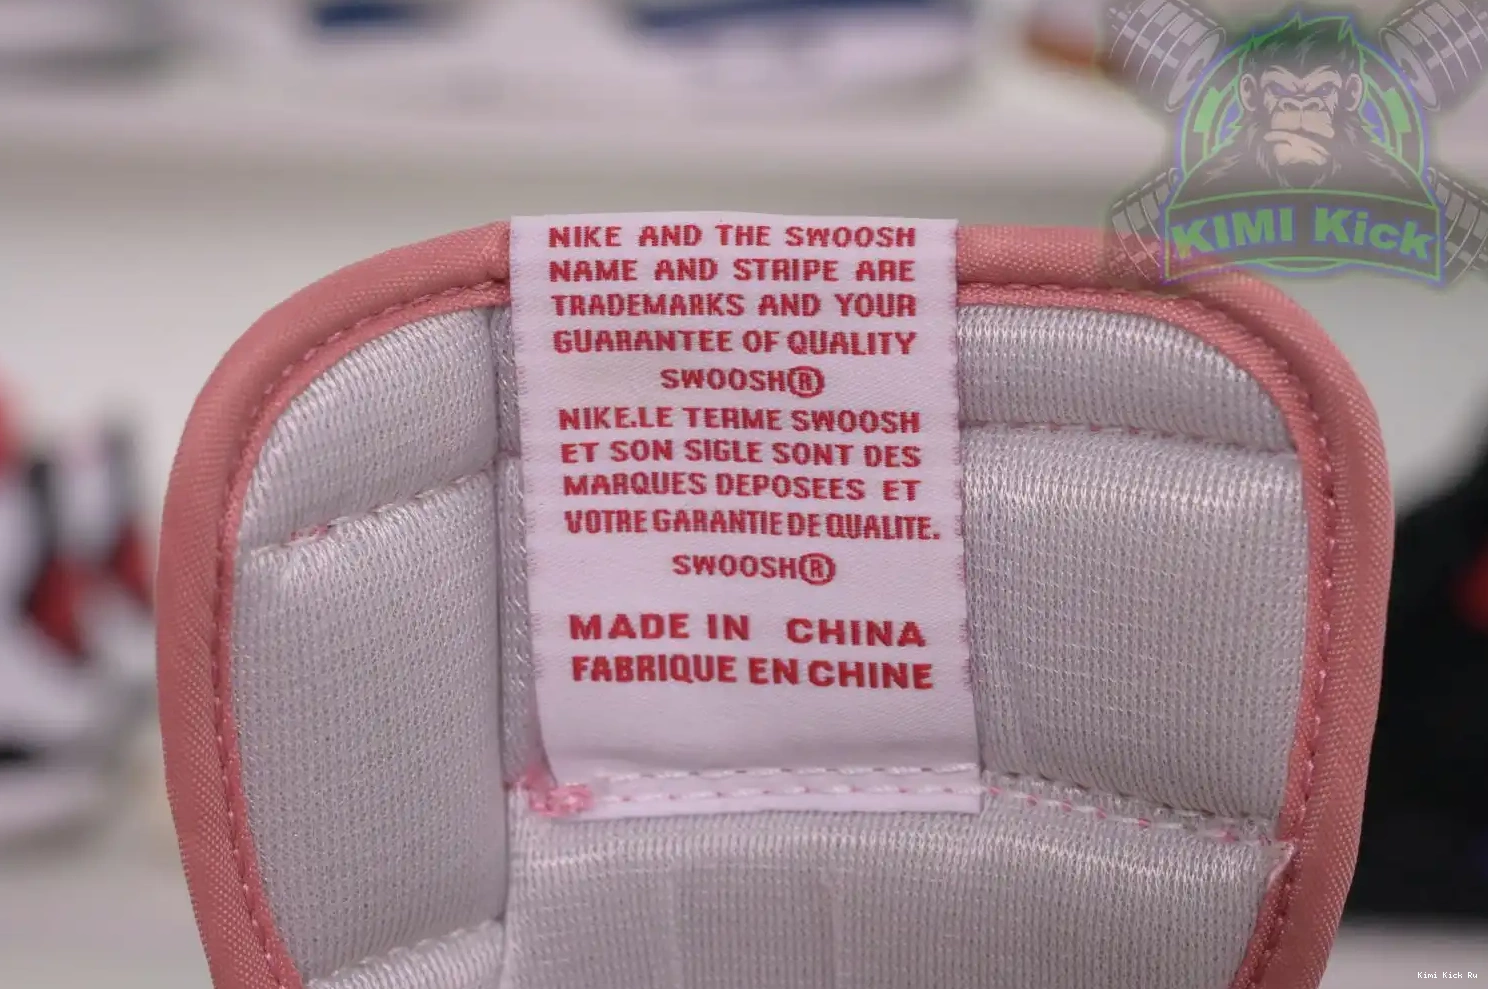 KIMI Kick
NIKE AND THE SWOOSH
NAME AND STRIPE ARE
TRADEMARKS AND YOUR
GUARANTEE OF QUALITY
SWOOSH®
NIKE.LE TERME SWOOSH
ET SON SIGLE SONT DES
MARQUES DEPOSEES ET
VOTRE GARANTIE DE QUALITE.
SWOOSH®
MADE IN CHINA
FABRIQUE EN CHINE
Kimi Kick Ru